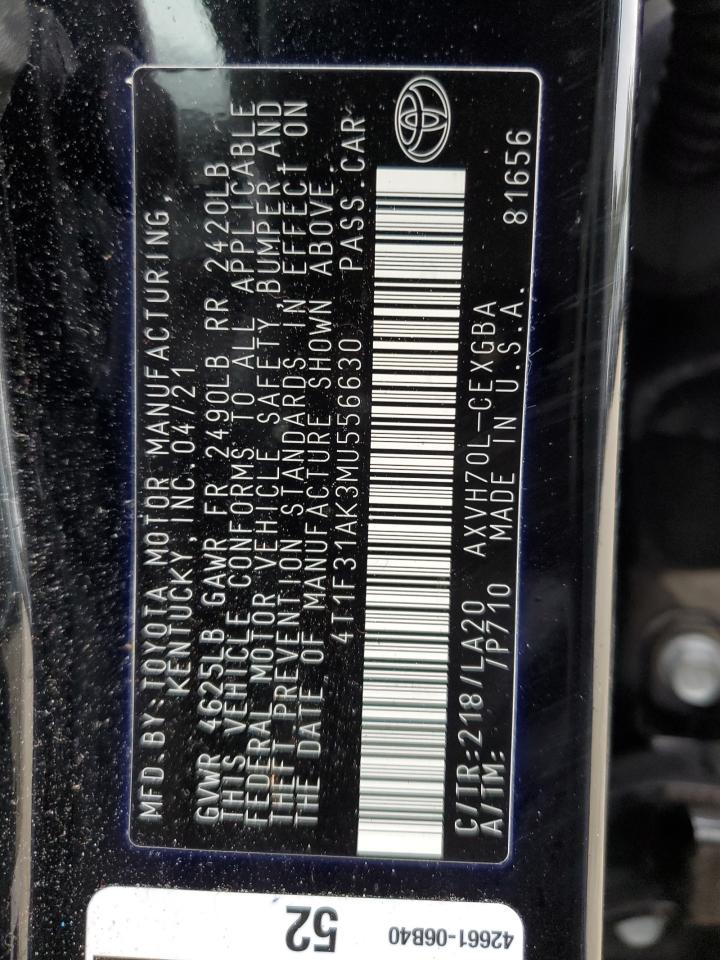 MFD.BY:TOYOTA MOTOR MANUFACTURING,
KENTUCKY,INC.04/21
GVWR 4625LB GAWR FR 2490LB RR 2420LB
THIS VEHICLE CONFORMS TO ALL APPLICABLE
FEDERAL MOTOR VEHICLE SAFETY, BUMPER AND
THEFT PREVENTION STANDARDS IN EFFECT ON
THE DATE OF MANUFACTURE SHOWN ABOVE.
4T1F31AK3MU556630 PASS.CAR
C/TR:218/LA20 AXVH70L-CEXGBA
A/TM: /P710 MADE IN U.S.A. 81656
52
42661-06B40